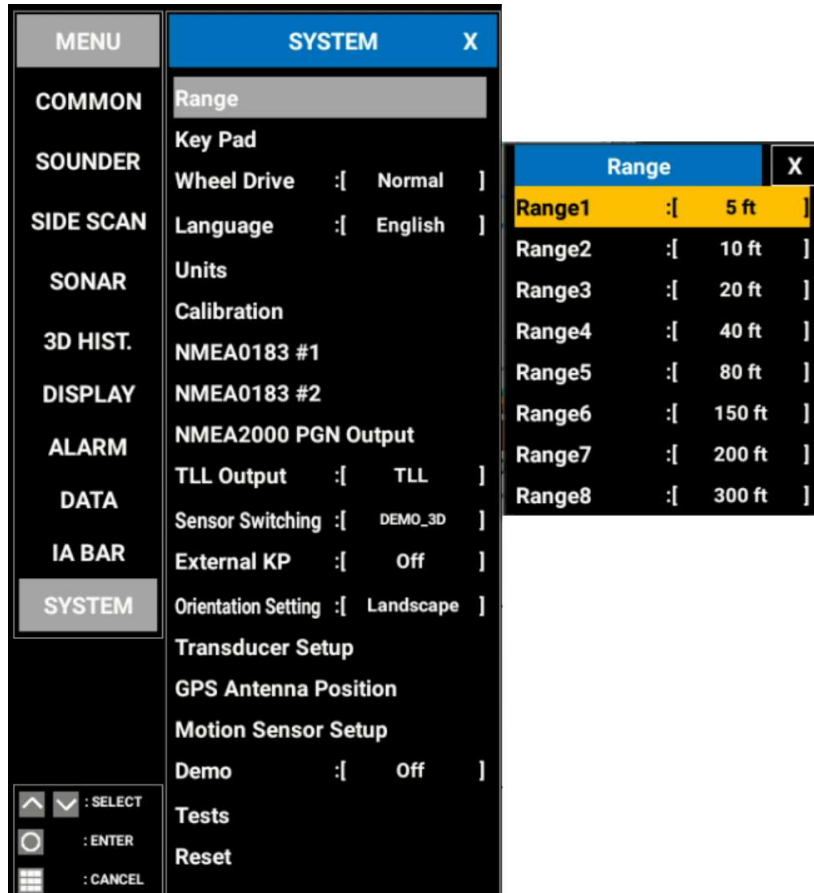 MENU
COMMON
SOUNDER
SIDE SCAN
SONAR
3D HIST.
DISPLAY
ALARM
DATA
IA BAR
SYSTEM
: SELECT
: ENTER
: CANCEL
SYSTEM X
Range
Key Pad
Wheel Drive :[ Normal ]
Language :[ English ]
Units
Calibration
NMEA0183 #1
NMEA0183 #2
NMEA2000 PGN Output
TLL Output :[ TLL ]
Sensor Switching :[ DEMO_3D ]
External KP :[ Off ]
Orientation Setting :[ Landscape ]
Transducer Setup
GPS Antenna Position
Motion Sensor Setup
Demo :[ Off ]
Tests
Reset
Range X
Range1 :[ 5 ft ]
Range2 :[ 10 ft ]
Range3 :[ 20 ft ]
Range4 :[ 40 ft ]
Range5 :[ 80 ft ]
Range6 :[ 150 ft ]
Range7 :[ 200 ft ]
Range8 :[ 300 ft ]